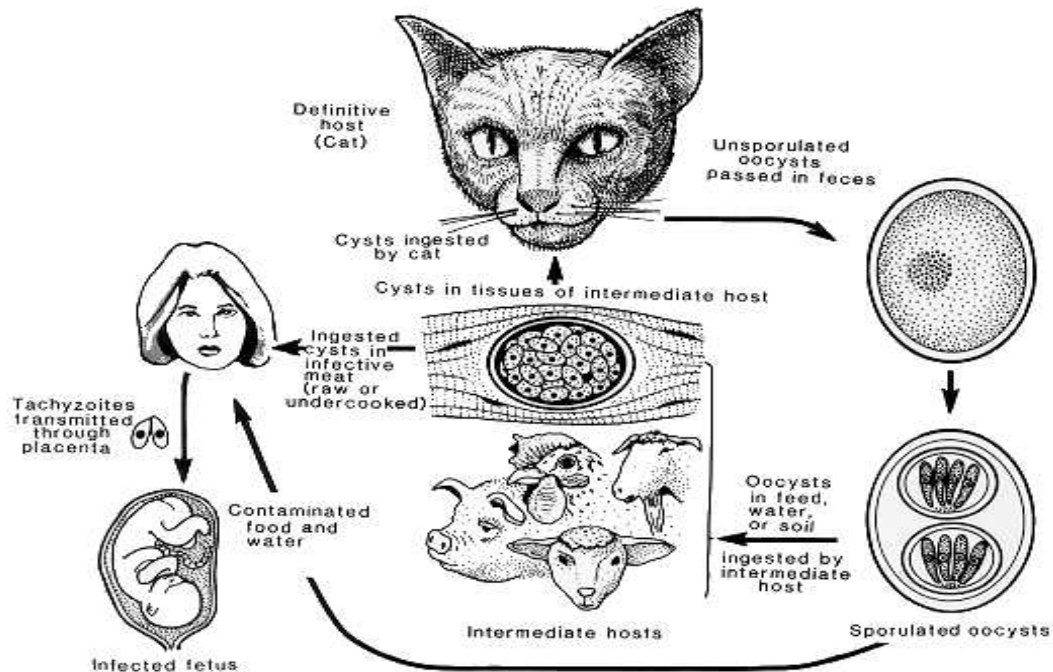 Definitive
host
(Cat)
Unsporulated
oocysts
passed in feces
Cysts ingested
by cat
Cysts in tissues of intermediate host
Ingested
cysts in
infective
meat
(raw or
undercooked)
Tachyzoites
transmitted
through
placenta
Contaminated
food and
water
Oocysts
in feed,
water,
or soil
ingested by
intermediate
host
Infected fetus
Intermediate hosts
Sporulated oocysts